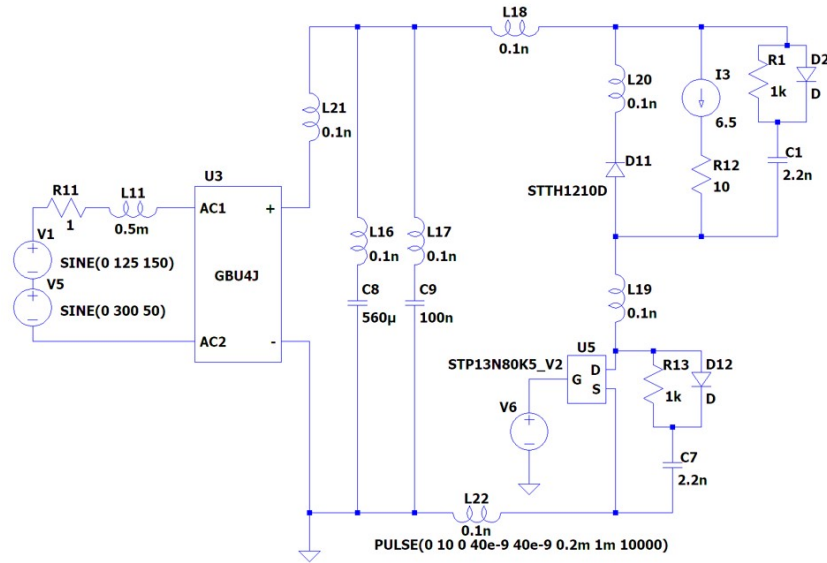 L18
0.1n
L21
0.1n
L20
0.1n
I3
6.5
R1
1k
D2
D
C1
2.2n
D11
STTH1210D
R12
10
U3
AC1
+
GBU4J
AC2
-
R11
1
L11
0.5m
V1
SINE(0 125 150)
V5
SINE(0 300 50)
L16
0.1n
L17
0.1n
C8
560µ
C9
100n
L19
0.1n
U5
STP13N80K5_V2
D
G
S
V6
R13
1k
D12
D
C7
2.2n
L22
0.1n
PULSE(0 10 0 40e-9 40e-9 0.2m 1m 10000)